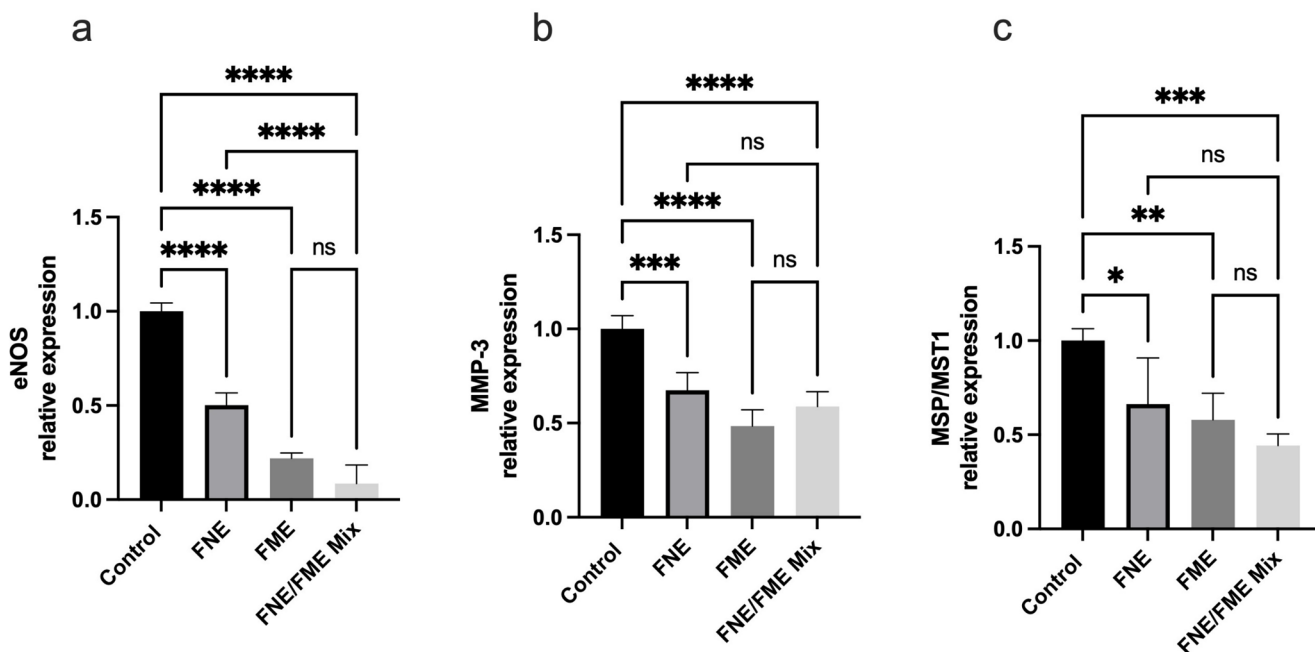 a
****
****
****
****
ns
eNOS
relative expression
1.5
1.0
0.5
0.0
Control
FNE
FME
FNE/FME Mix
b
****
ns
****
***
ns
MMP-3
relative expression
1.5
1.0
0.5
0.0
Control
FNE
FME
FNE/FME Mix
c
***
ns
**
*
ns
MSP/MST1
relative expression
1.5
1.0
0.5
0.0
Control
FNE
FME
FNE/FME Mix